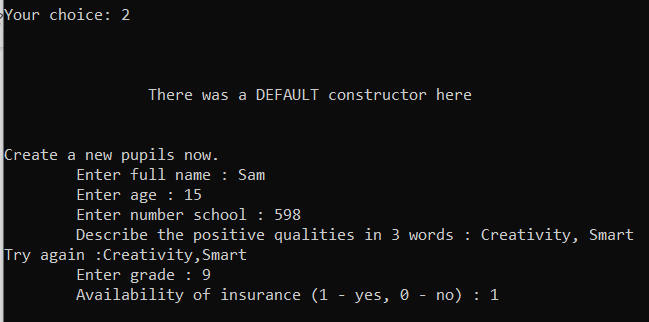 Your choice: 2
There was a DEFAULT constructor here
Create a new pupils now.
Enter full name : Sam
Enter age : 15
Enter number school : 598
Describe the positive qualities in 3 words : Creativity, Smart
Try again :Creativity,Smart
Enter grade : 9
Availability of insurance (1 - yes, 0 - no) : 1